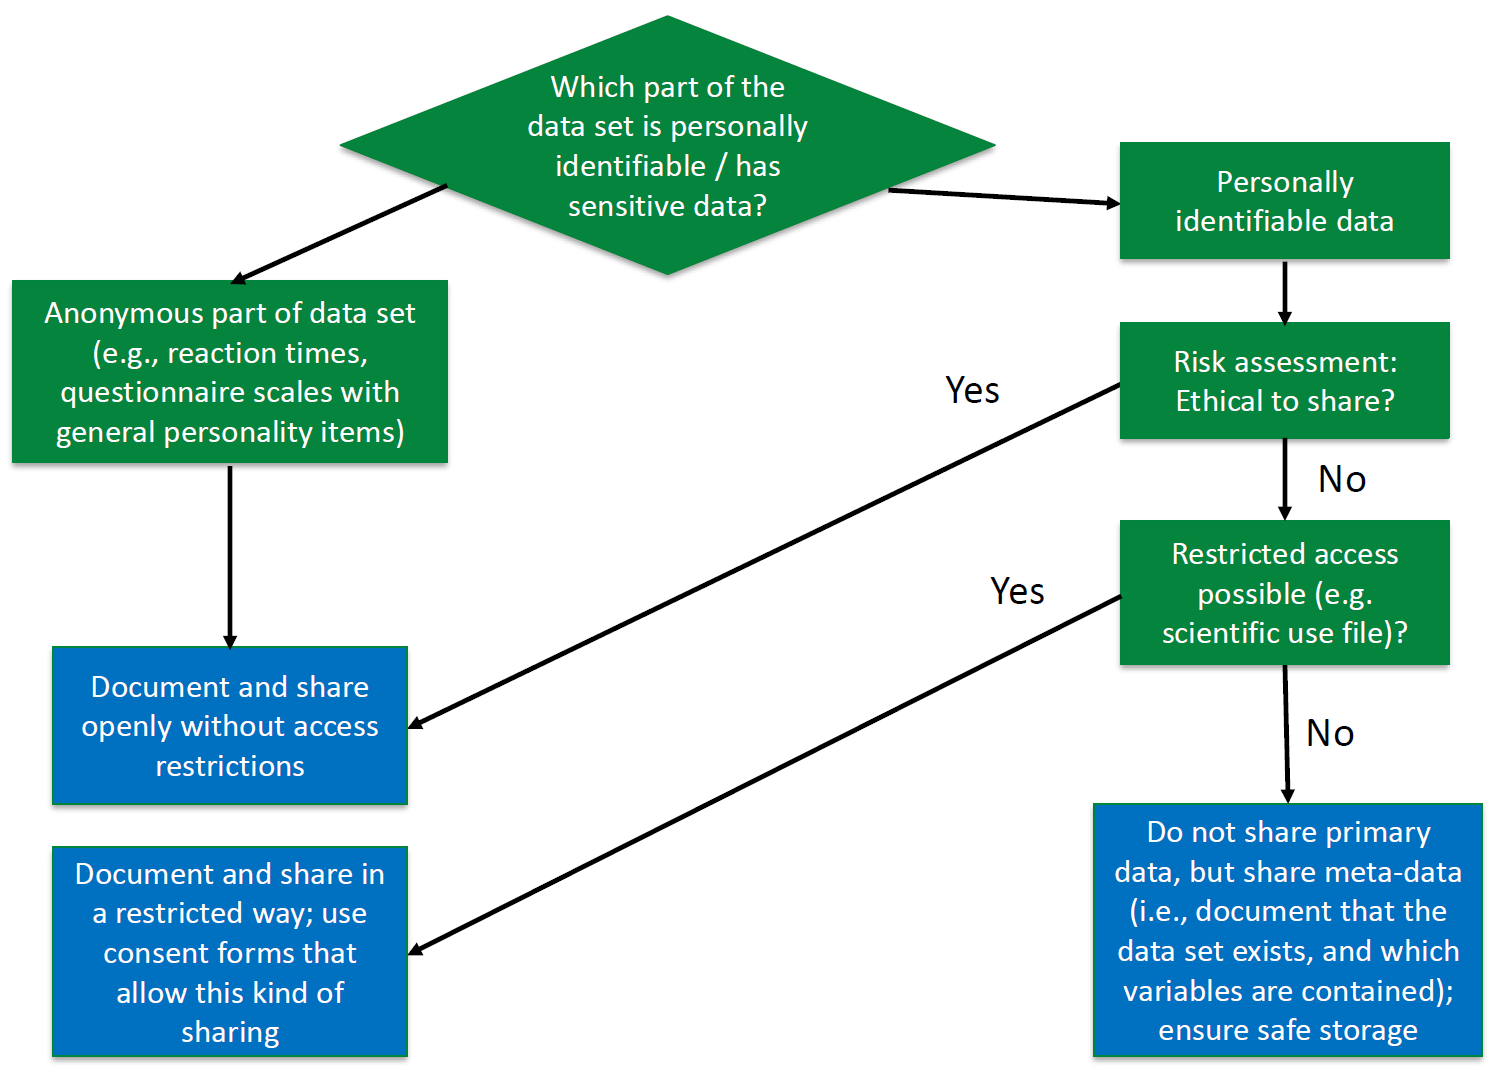 Which part of the
data set is personally
identifiable / has
sensitive data?
Personally
identifiable data
Anonymous part of data set
(e.g., reaction times,
questionnaire scales with
general personality items)
Risk assessment:
Ethical to share?
Yes
No
Restricted access
possible (e.g.
scientific use file)?
Yes
No
Document and share
openly without access
restrictions
Document and share in
a restricted way; use
consent forms that
allow this kind of
sharing
Do not share primary
data, but share meta-data
(i.e., document that the
data set exists, and which
variables are contained);
ensure safe storage